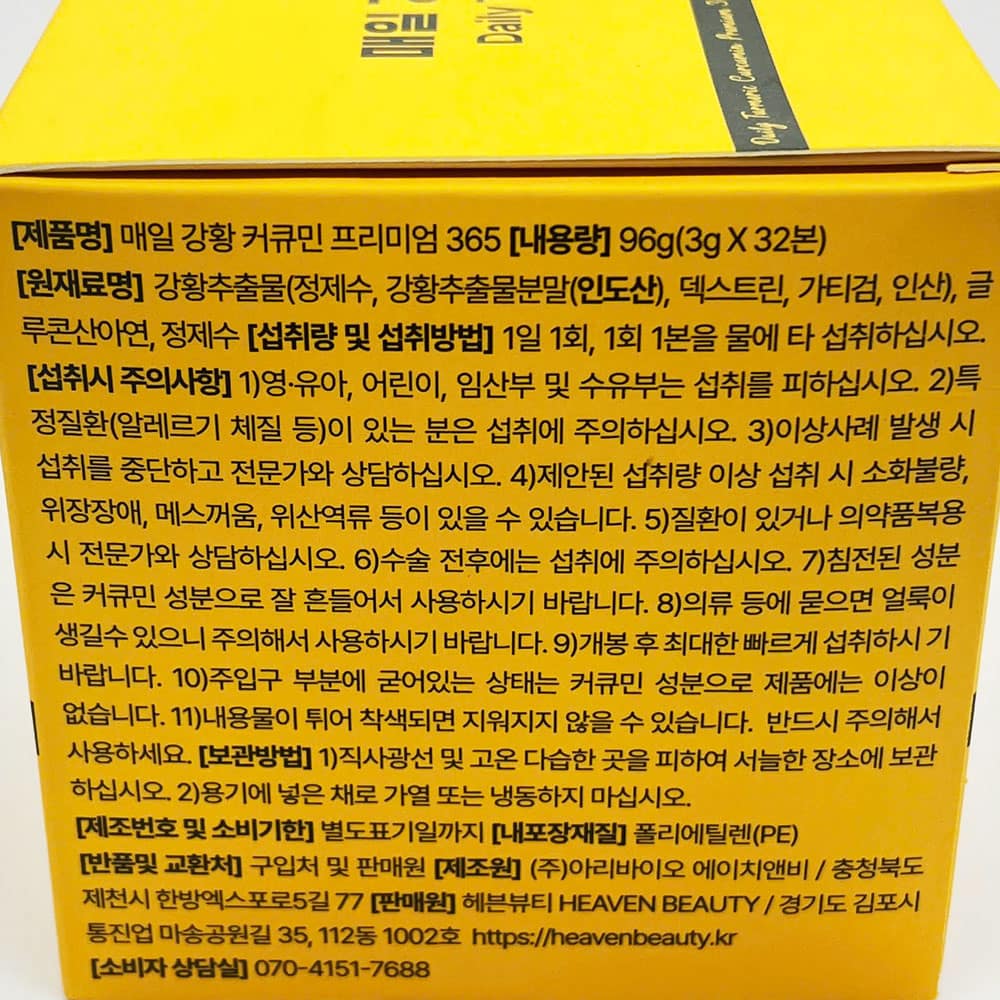 매일
Daily
Daily Turmeric Curcumin Premium 3
[제품명] 매일 강황 커큐민 프리미엄 365 [내용량] 96g(3g X 32본)
[원재료명] 강황추출물(정제수, 강황추출물분말(인도산), 덱스트린, 가티검, 인산), 글
루콘산아연, 정제수 [섭취량 및 섭취방법] 1일 1회, 1회 1본을 물에 타 섭취하십시오.
[섭취시 주의사항] 1)영·유아, 어린이, 임산부 및 수유부는 섭취를 피하십시오. 2)특
정질환(알레르기 체질 등)이 있는 분은 섭취에 주의하십시오. 3)이상사례 발생 시
섭취를 중단하고 전문가와 상담하십시오. 4)제안된 섭취량 이상 섭취 시 소화불량,
위장장애, 메스꺼움, 위산역류 등이 있을 수 있습니다. 5)질환이 있거나 의약품복용
시 전문가와 상담하십시오. 6)수술 전후에는 섭취에 주의하십시오. 7)침전된 성분
은 커큐민 성분으로 잘 흔들어서 사용하시기 바랍니다. 8)의류 등에 묻으면 얼룩이
생길수 있으니 주의해서 사용하시기 바랍니다. 9)개봉 후 최대한 빠르게 섭취하시 기
바랍니다. 10)주입구 부분에 굳어있는 상태는 커큐민 성분으로 제품에는 이상이
없습니다. 11)내용물이 튀어 착색되면 지워지지 않을 수 있습니다. 반드시 주의해서
사용하세요. [보관방법] 1)직사광선 및 고온 다습한 곳을 피하여 서늘한 장소에 보관
하십시오. 2)용기에 넣은 채로 가열 또는 냉동하지 마십시오.
[제조번호 및 소비기한] 별도표기일까지 [내포장재질] 폴리에틸렌(PE)
[반품및 교환처] 구입처 및 판매원 [제조원] (주)아리바이오 에이치앤비 / 충청북도
제천시 한방엑스포로5길 77 [판매원] 헤븐뷰티 HEAVEN BEAUTY / 경기도 김포시
통진업 마송공원길 35, 112동 1002호 https://heavenbeauty.kr
[소비자 상담실] 070-4151-7688